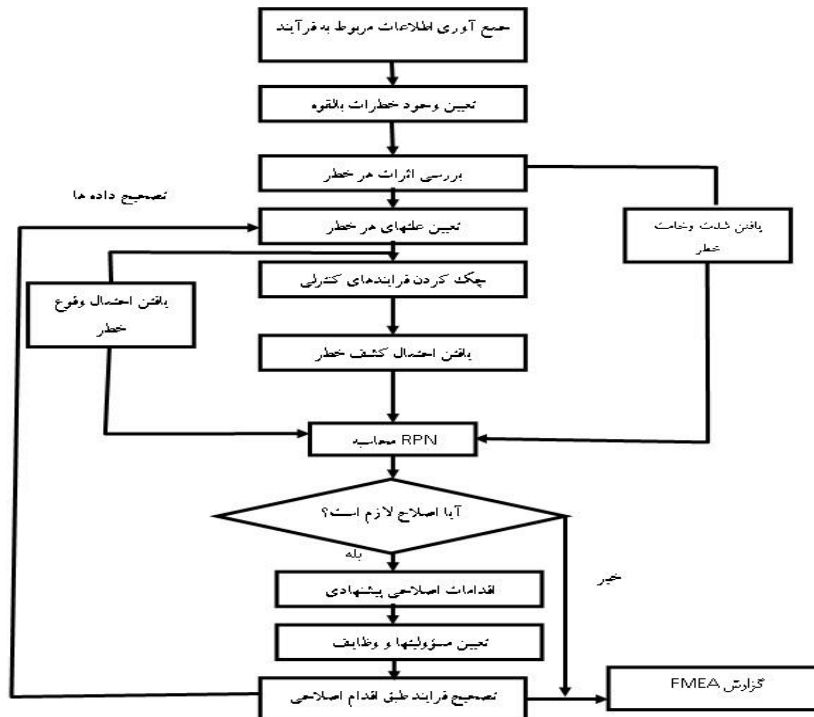 جمع آوری اطلاعات مربوط به فرآیند
تعیین وجود خطرات بالقوه
بررسی اثرات هر خطر
تصحیح داده ها
تعیین علتهای هر خطر
یافتن شدت وخامت
خطر
چک کردن فرایندهای کنترلی
یافتن احتمال وقوع
خطر
یافتن احتمال کشف خطر
محاسبه RPN
آیا اصلاح لازم است؟
بله
خیر
اقدامات اصلاحی پیشنهادی
تعیین مسؤولیتها و وظایف
تصحیح فرایند طبق اقدام اصلاحی
گزارش FMEA